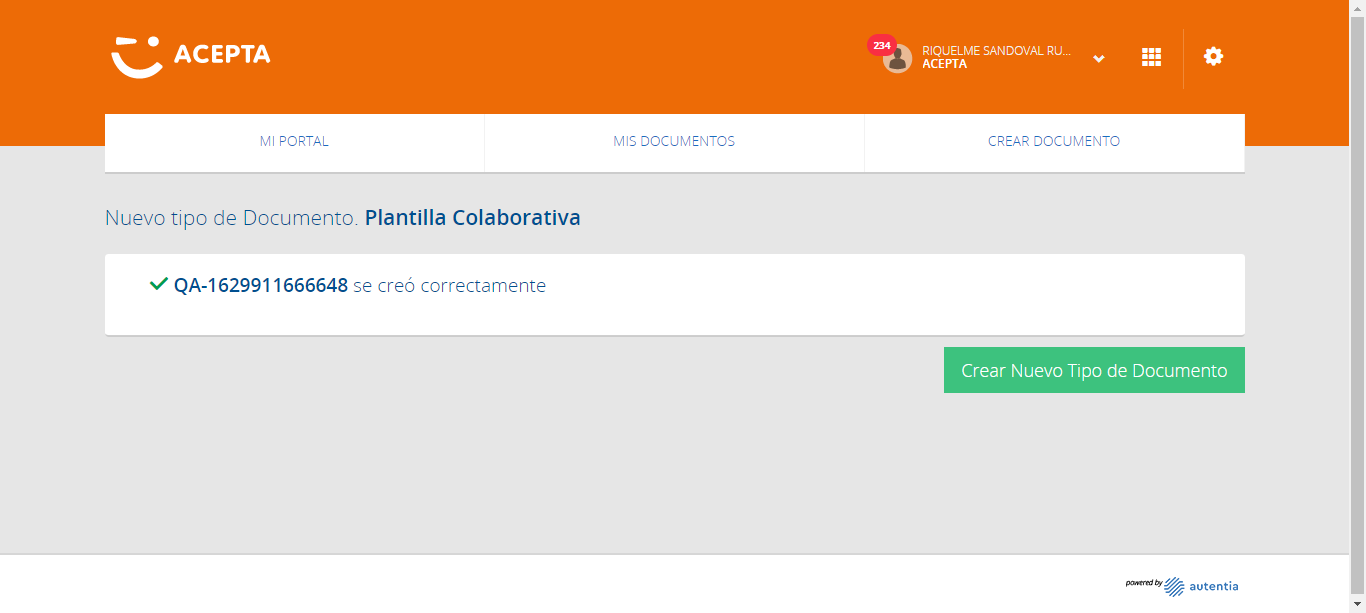 ACEPTA
234
RIQUELME SANDOVAL RU...
ACEPTA
MI PORTAL
MIS DOCUMENTOS
CREAR DOCUMENTO
Nuevo tipo de Documento. Plantilla Colaborativa
QA-1629911666648 se creó correctamente
Crear Nuevo Tipo de Documento
powered by autentia